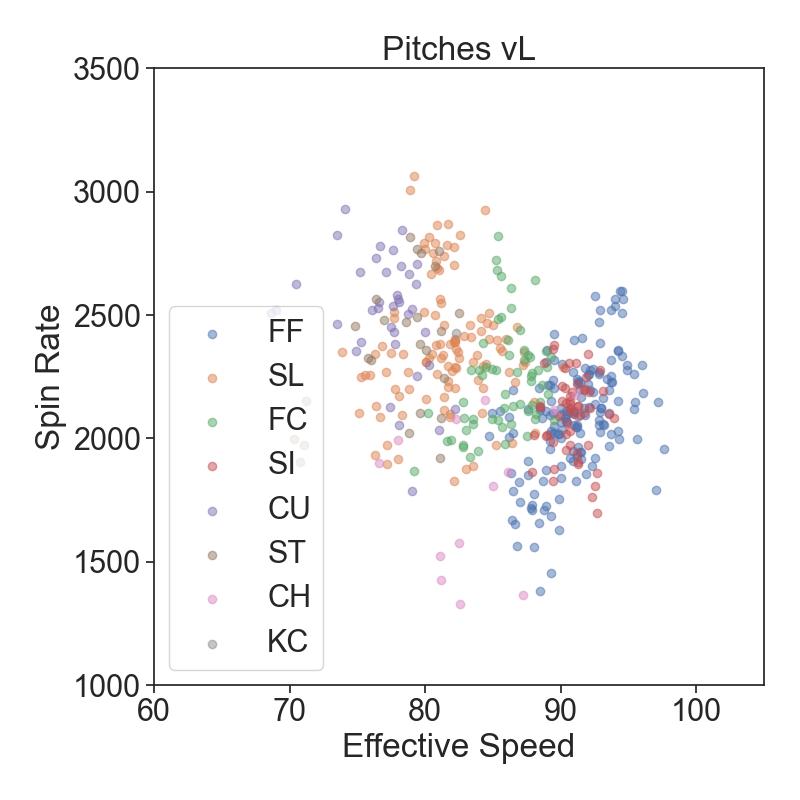 Pitches vL
3500
3000
2500
2000
1500
1000
Spin Rate
FF
SL
FC
SI
CU
ST
CH
KC
60 70 80 90 100
Effective Speed